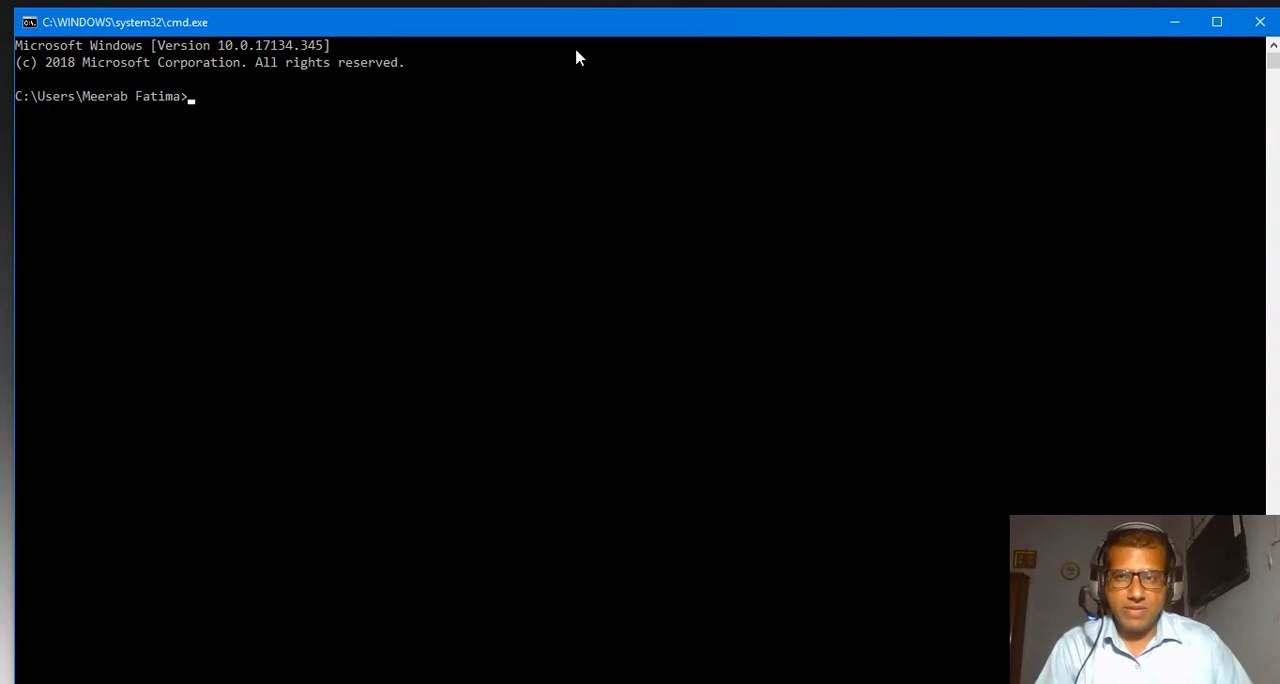 C:\WINDOWS\system32\cmd.exe
Microsoft Windows [Version 10.0.17134.345]
(c) 2018 Microsoft Corporation. All rights reserved.
C:\Users\Meerab Fatima>